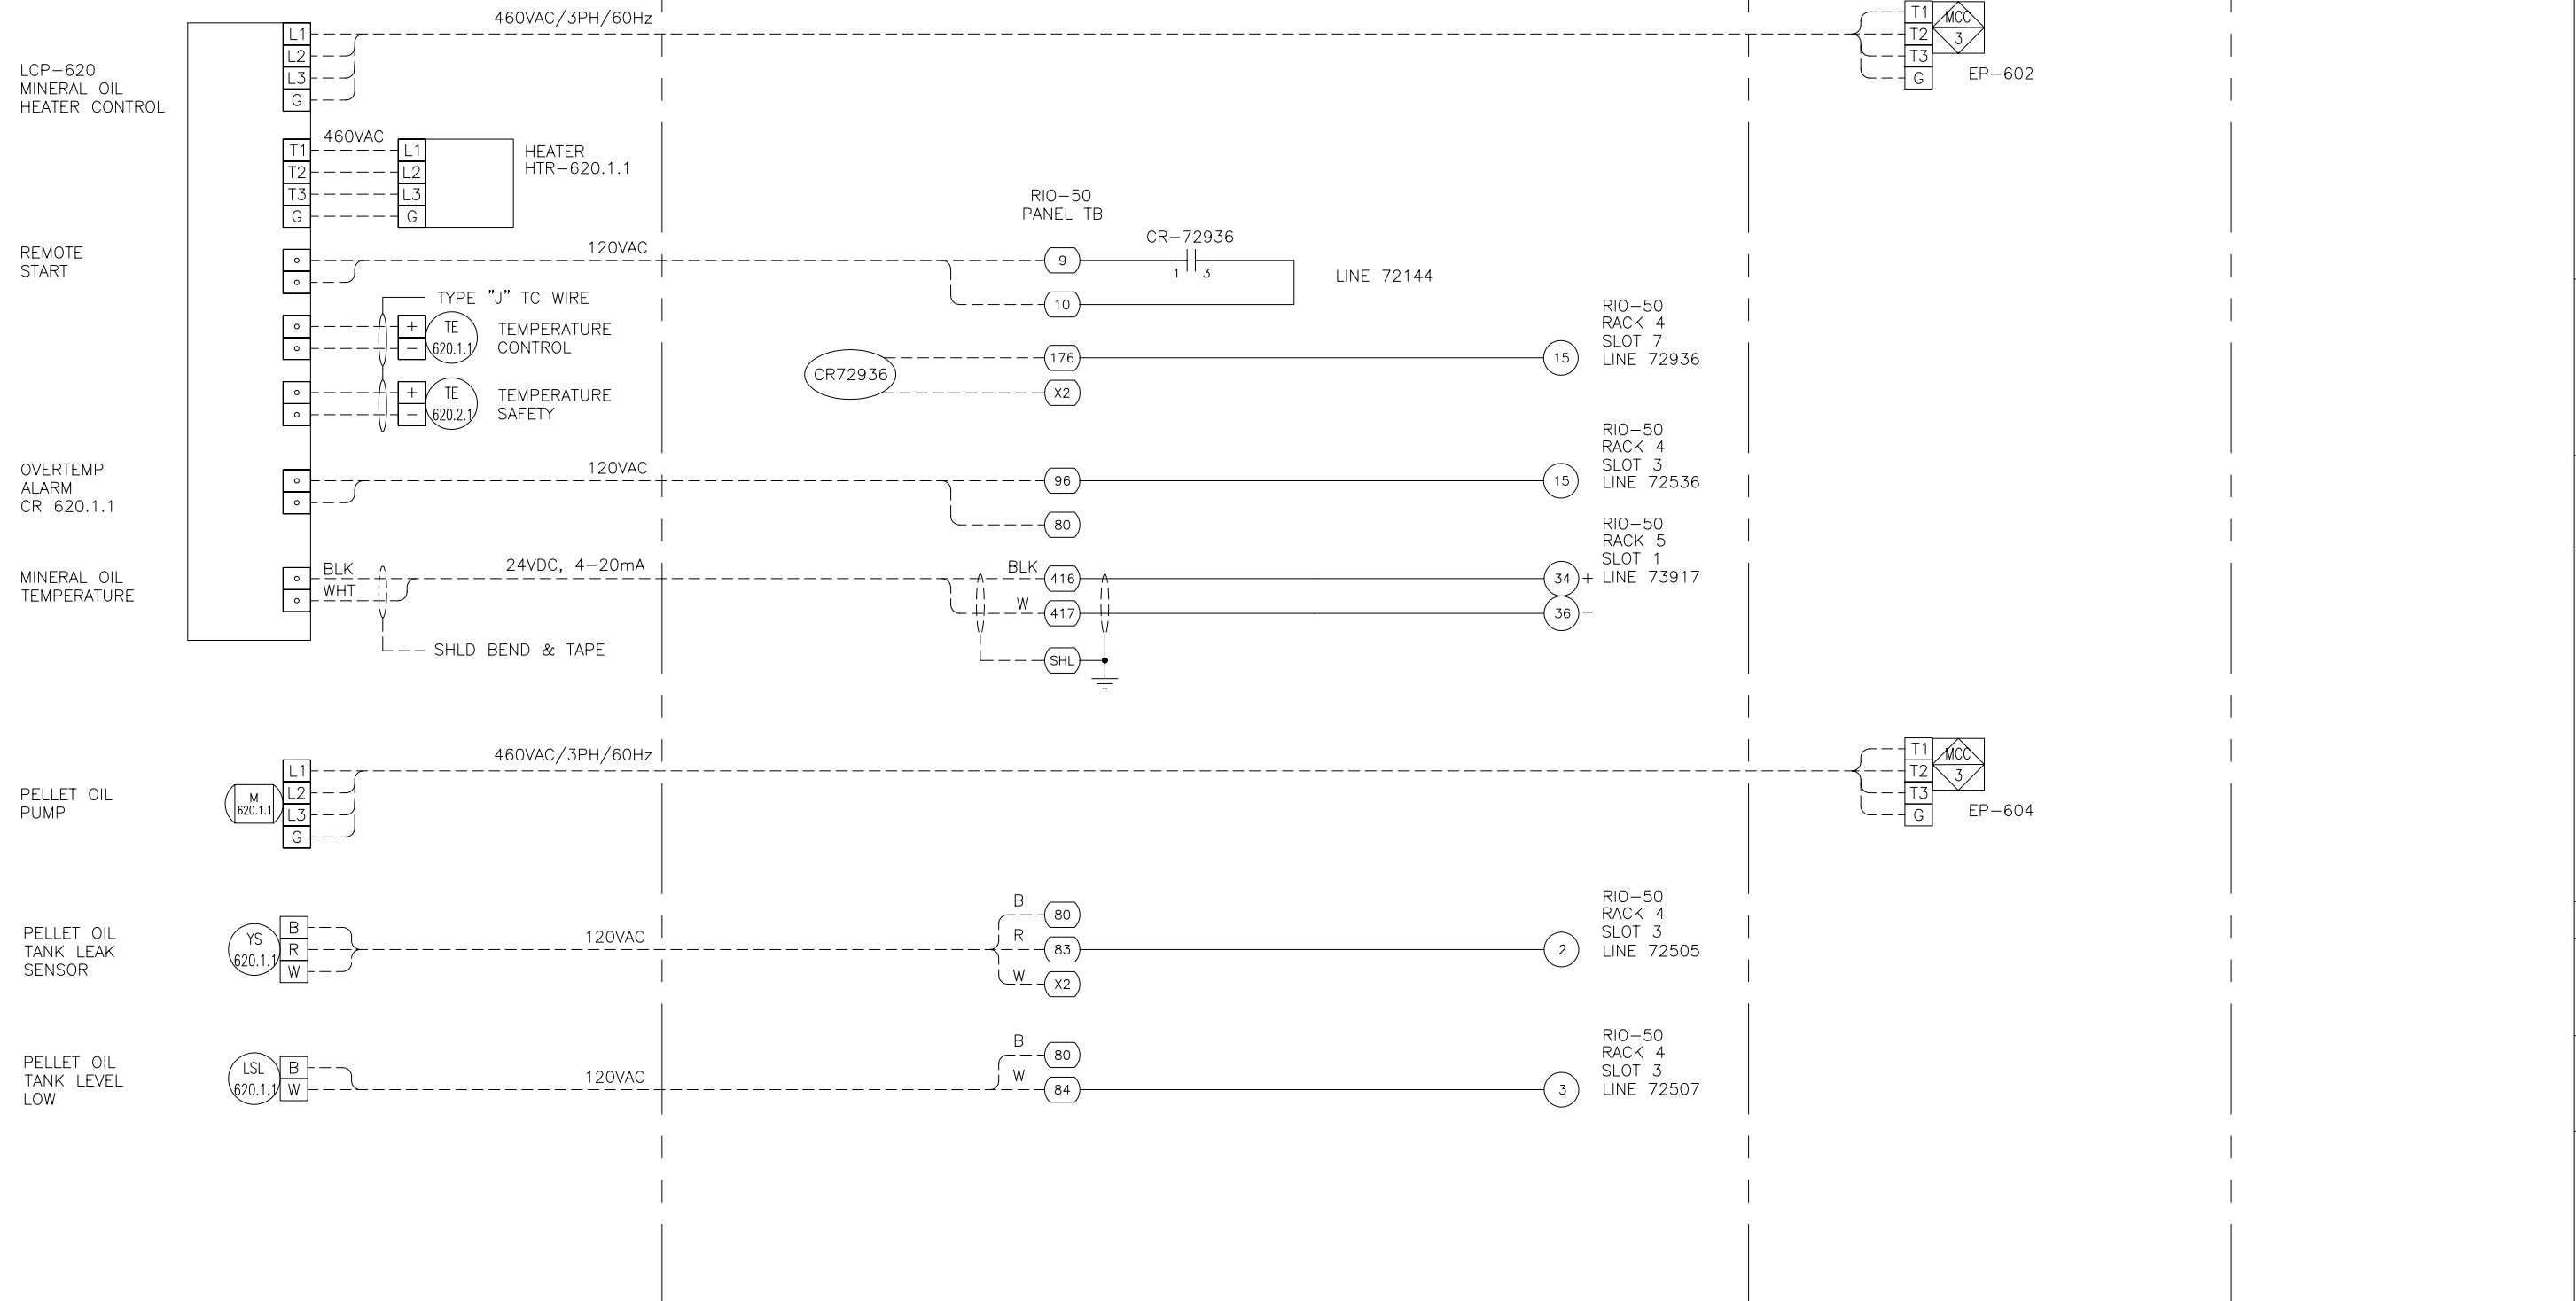 460VAC/3PH/60Hz
LCP-620
MINERAL OIL
HEATER CONTROL
L1
L2
L3
G
T1
T2
T3
G
MCC
3
EP-602
T1
T2
T3
G
460VAC
L1
L2
L3
G
HEATER
HTR-620.1.1
REMOTE
START
120VAC
RIO-50
PANEL TB
9
10
CR-72936
1 3
LINE 72144
TYPE "J" TC WIRE
+
-
TE
620.1.1
TEMPERATURE
CONTROL
+
-
TE
620.2.1
TEMPERATURE
SAFETY
CR72936
176
X2
15
RIO-50
RACK 4
SLOT 7
LINE 72936
OVERTEMP
ALARM
CR 620.1.1
120VAC
96
80
15
RIO-50
RACK 4
SLOT 3
LINE 72536
MINERAL OIL
TEMPERATURE
BLK
WHT
24VDC, 4-20mA
SHLD BEND & TAPE
BLK
W
416
417
SHL
34 +
36 -
RIO-50
RACK 5
SLOT 1
LINE 73917
PELLET OIL
PUMP
M
620.1.1
L1
L2
L3
G
460VAC/3PH/60Hz
T1
T2
T3
G
MCC
3
EP-604
PELLET OIL
TANK LEAK
SENSOR
YS
620.1.1
B
R
W
120VAC
B
R
W
80
83
X2
2
RIO-50
RACK 4
SLOT 3
LINE 72505
PELLET OIL
TANK LEVEL
LOW
LSL
620.1.1
B
W
120VAC
B
W
80
84
3
RIO-50
RACK 4
SLOT 3
LINE 72507